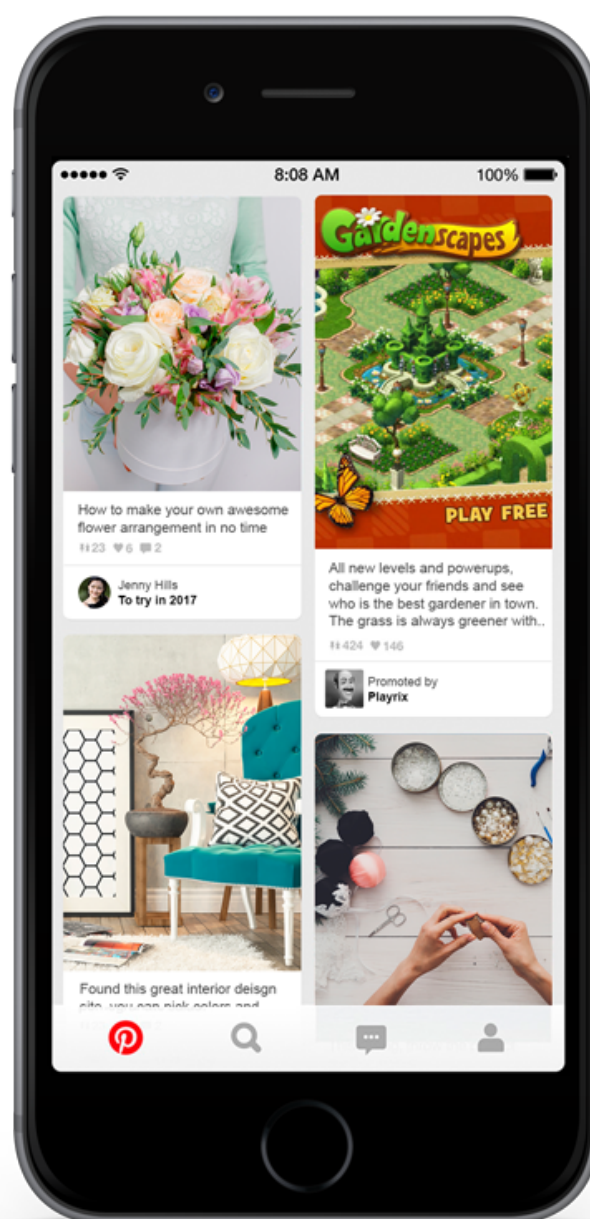 8:08 AM
100%
How to make your own awesome
flower arrangement in no time
23 6 2
Jenny Hills
To try in 2017
Found this great interior deisgn
site, you can pick colors and
Gardenscapes
PLAY FREE
All new levels and powerups,
challenge your friends and see
who is the best gardener in town.
The grass is always greener with..
424 146
Promoted by
Playrix